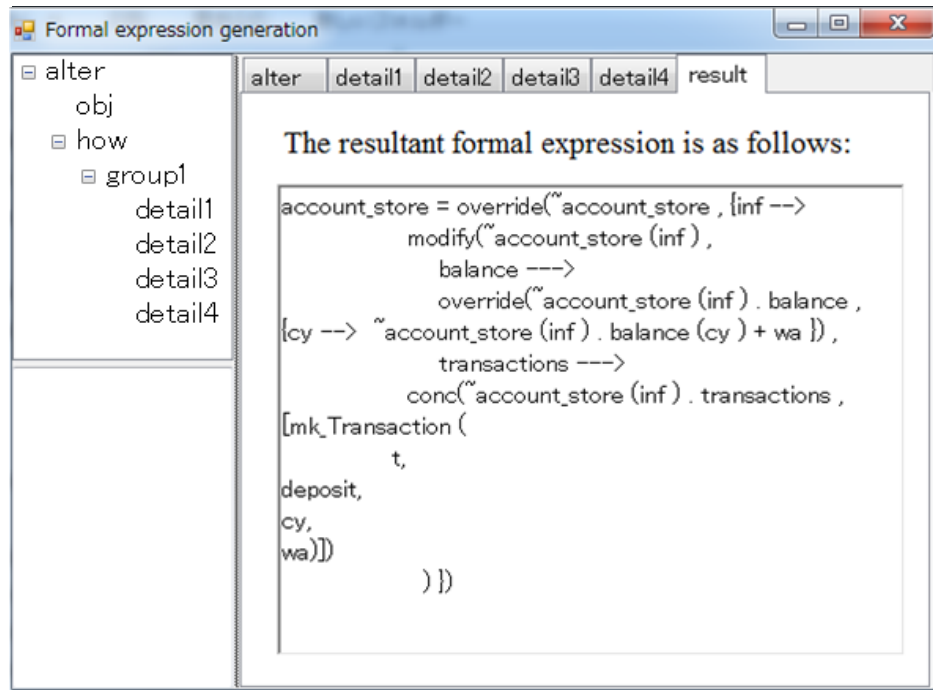 Formal expression generation
alter
obj
how
group1
detail1
detail2
detail3
detail4
alter detail1 detail2 detail3 detail4 result
The resultant formal expression is as follows:
account_store = override(~account_store , {inf -->
modify(~account_store (inf ) ,
balance --->
override(~account_store (inf ) . balance ,
{cy --> ~account_store (inf ) . balance (cy ) + wa }) ,
transactions --->
conc(~account_store (inf ) . transactions ,
[mk_Transaction (
t,
deposit,
cy,
wa)])
) })